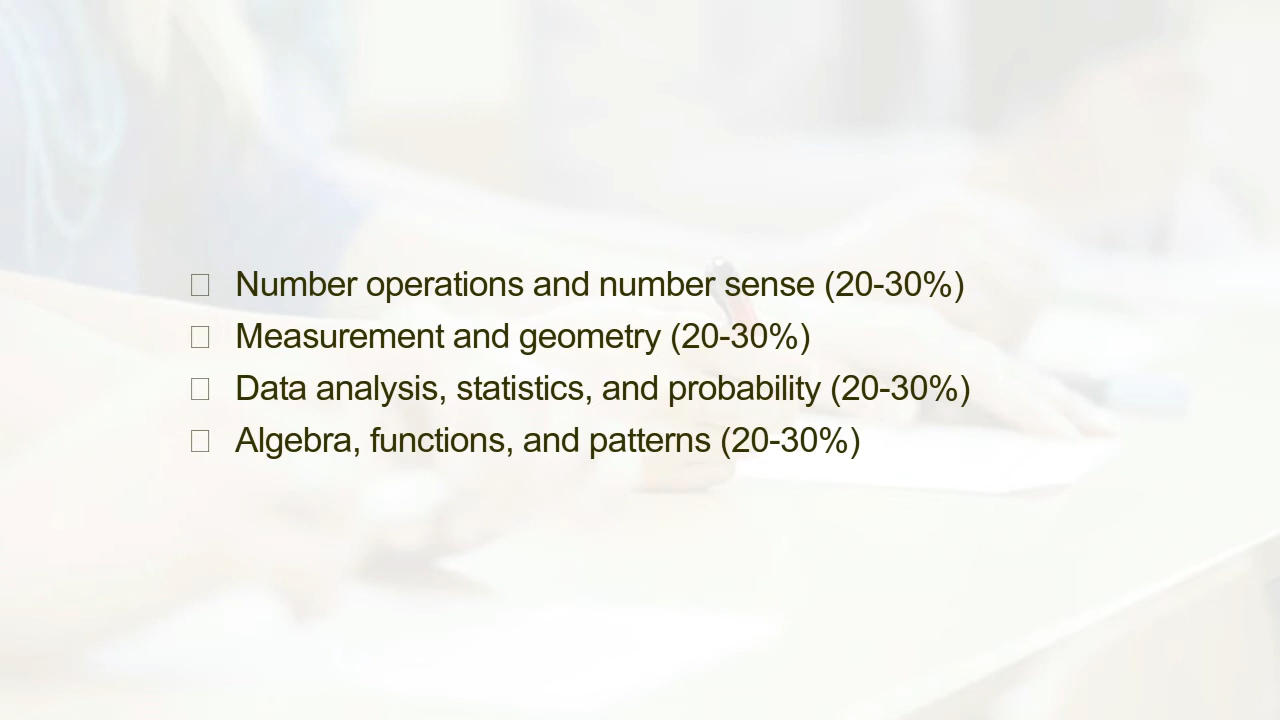 Number operations and number sense (20-30%)
Measurement and geometry (20-30%)
Data analysis, statistics, and probability (20-30%)
Algebra, functions, and patterns (20-30%)